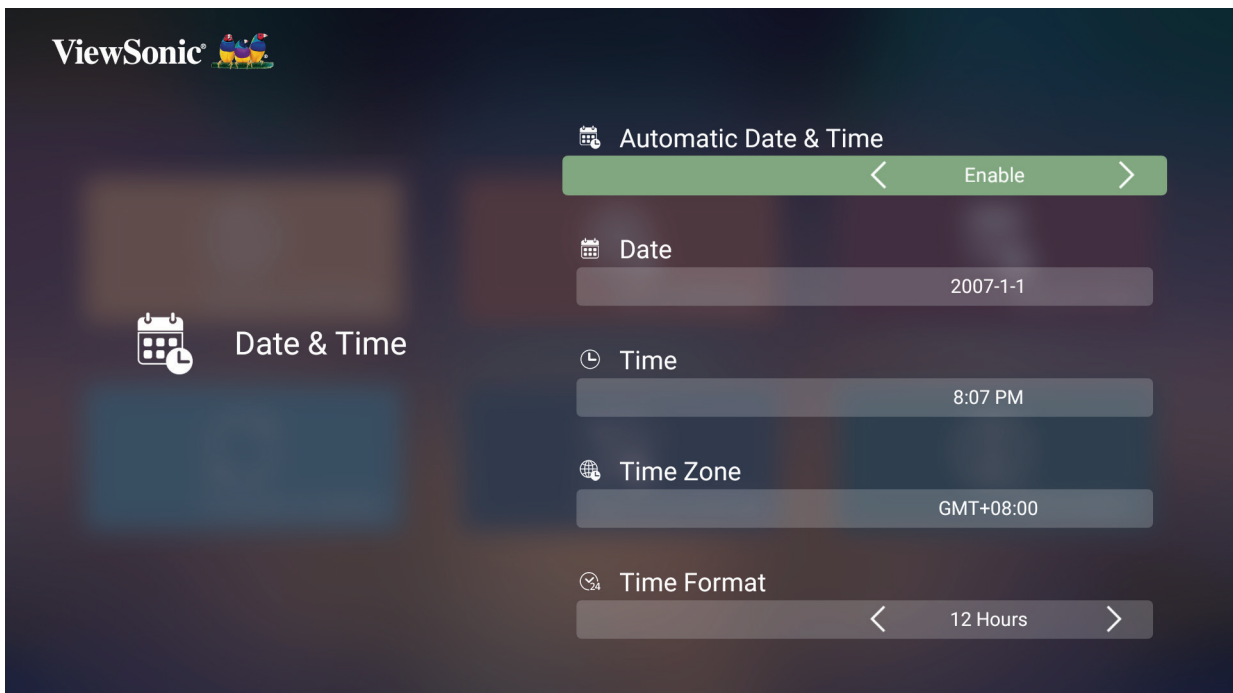 ViewSonic®
Automatic Date & Time
Enable
Date
2007-1-1
Date & Time
Time
8:07 PM
Time Zone
GMT+08:00
24
Time Format
12 Hours